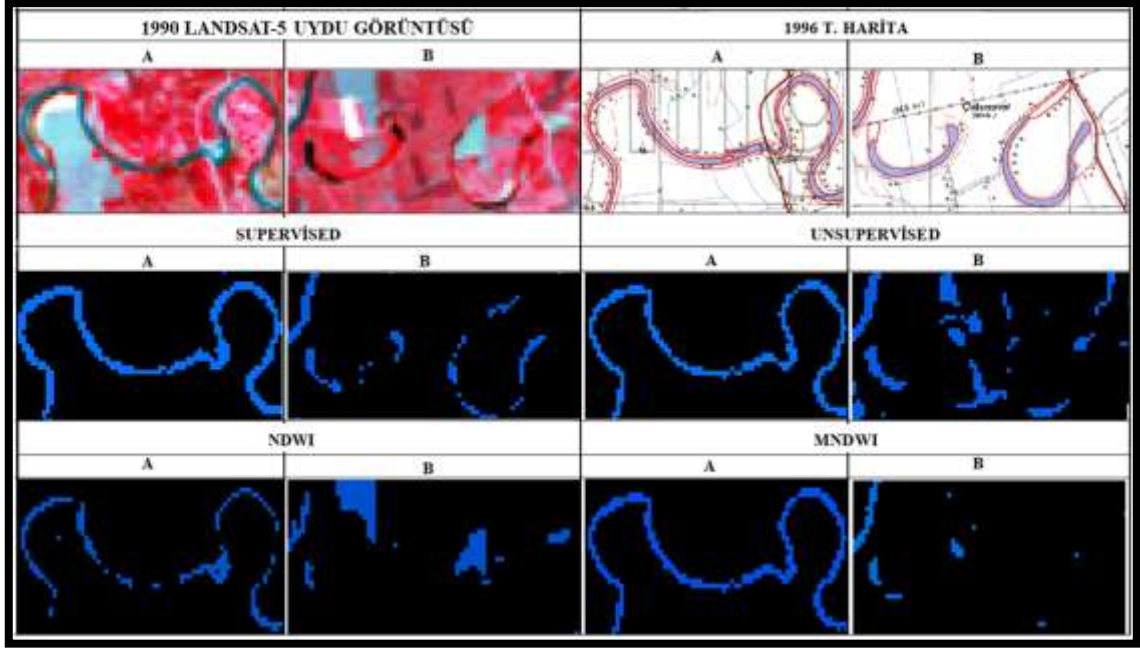 1990 LANDSAT-5 UYDU GÖRÜNTÜSÜ
1996 T. HARİTA
A
B
A
B
SUPERVİSED
UNSUPERVİSED
A
B
A
B
NDWI
MNDWI
A
B
A
B